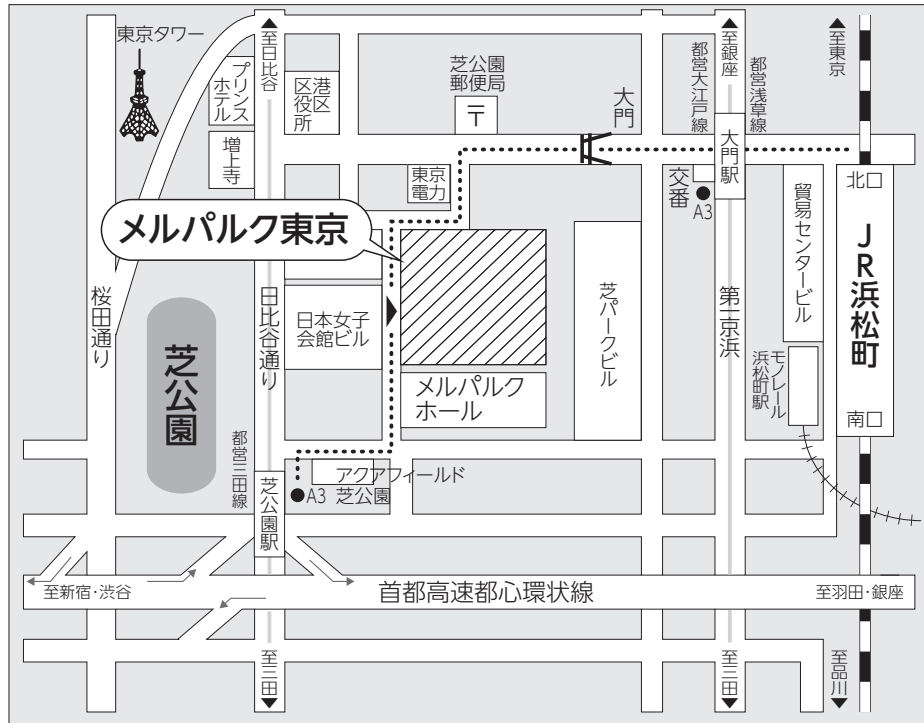 東京タワー
至日比谷
プリンス
ホテル
港区
区役所
芝公園
郵便局
〒
大門
都営大江戸線
至銀座
都営浅草線
至東京
増上寺
東京
電力
交番
A3
大門駅
北口
貿易センタービル
JR浜松町
メルパルク東京
桜田通り
芝公園
日比谷通り
日本女子
会館ビル
メルパルク
ホール
芝パークビル
第一京浜
モノレール
浜松町駅
南口
都営三田線
芝公園駅
A3
アクアフィールド
芝公園
至新宿・渋谷
首都高速都心環状線
至羽田・銀座
至三田
至三田
至品川